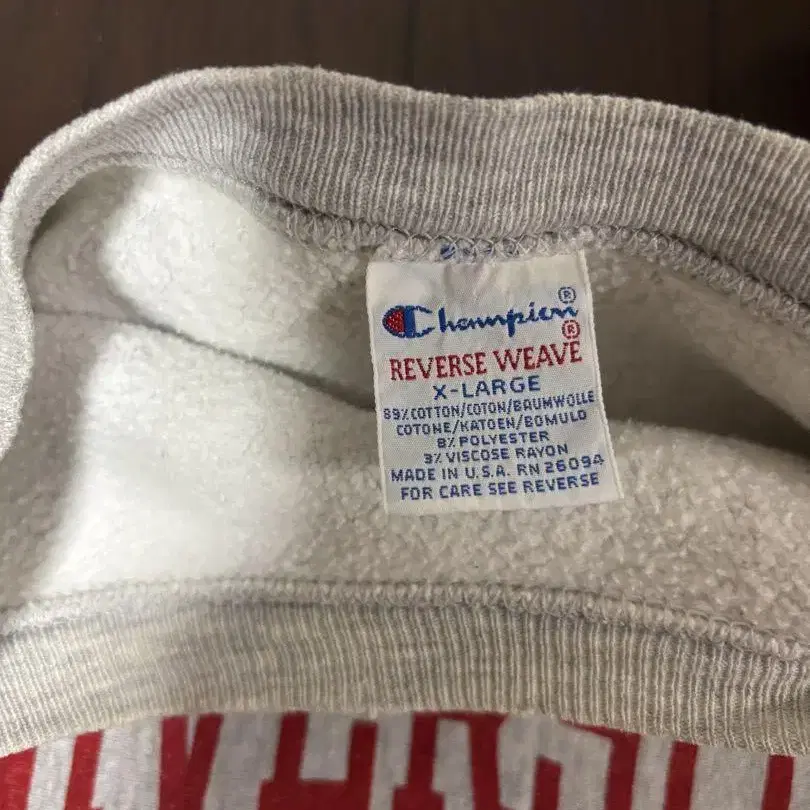 Champion®
®
REVERSE WEAVE
X-LARGE
89% COTTON/COTON/BAUMWOLLE
COTONE/KATOEN/BOMULD
8% POLYESTER
3% VISCOSE RAYON
MADE IN U.S.A. RN 26094
FOR CARE SEE REVERSE